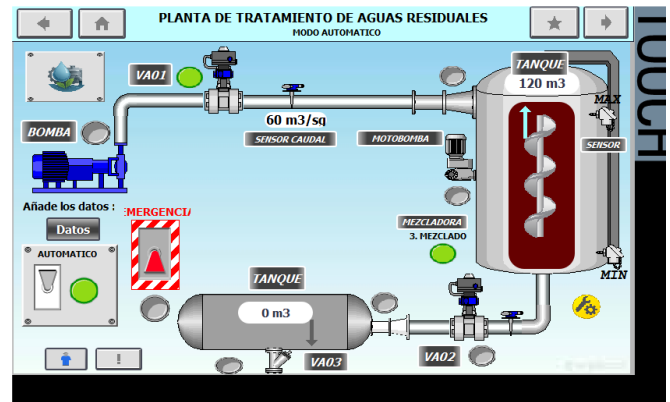 PLANTA DE TRATAMIENTO DE AGUAS RESIDUALES
MODO AUTOMATICO
TOUCH
VA01
TANQUE
120 m3
MAX
BOMBA
60 m3/sg
SENSOR CAUDAL
MOTOBOMBA
SENSOR
Añade los datos :
EMERGENCIA
Datos
MEZCLADORA
3. MEZCLADO
AUTOMATICO
TANQUE
MIN
0 m3
VA03
VA02
!